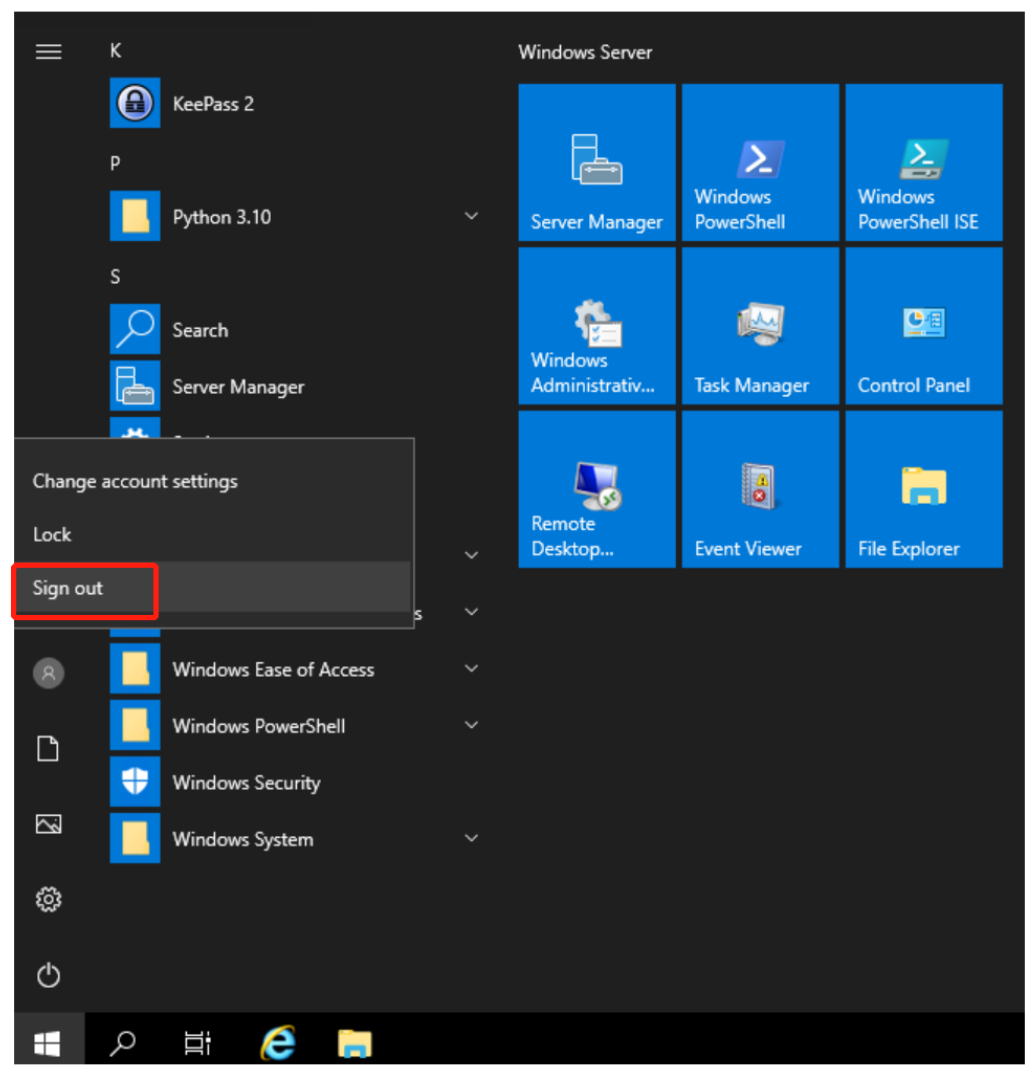 K
KeePass 2
P
Python 3.10
S
Search
Server Manager
Change account settings
Lock
Sign out
s
Windows Ease of Access
Windows PowerShell
Windows Security
Windows System
Windows Server
Server Manager
Windows
PowerShell
Windows
PowerShell ISE
Windows
Administrativ...
Task Manager
Control Panel
Remote
Desktop...
Event Viewer
File Explorer